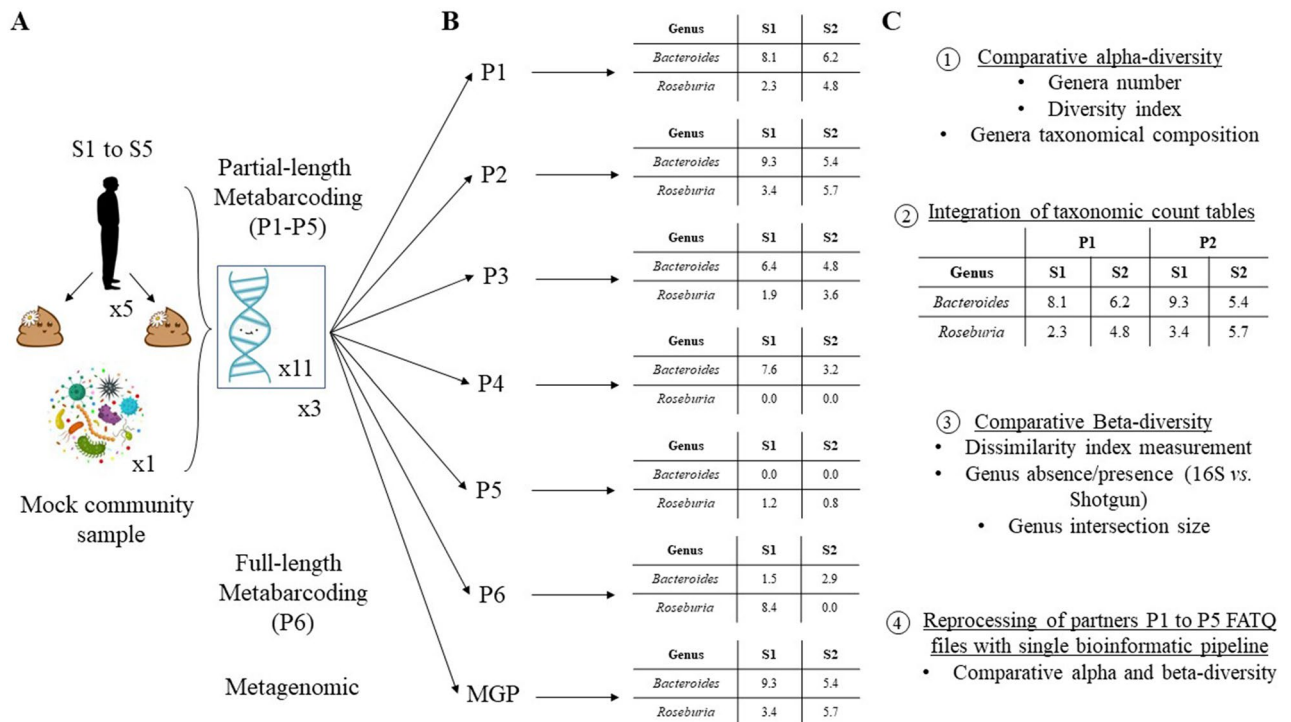 A
S1 to S5
x5
x1
Mock community
sample
Partial-length
Metabarcoding
(P1-P5)
x11
x3
Full-length
Metabarcoding
(P6)
Metagenomic
B
P1
Genus S1 S2
Bacteroides 8.1 6.2
Roseburia 2.3 4.8
P2
Genus S1 S2
Bacteroides 9.3 5.4
Roseburia 3.4 5.7
P3
Genus S1 S2
Bacteroides 6.4 4.8
Roseburia 1.9 3.6
P4
Genus S1 S2
Bacteroides 7.6 3.2
Roseburia 0.0 0.0
P5
Genus S1 S2
Bacteroides 0.0 0.0
Roseburia 1.2 0.8
P6
Genus S1 S2
Bacteroides 1.5 2.9
Roseburia 8.4 0.0
MGP
Genus S1 S2
Bacteroides 9.3 5.4
Roseburia 3.4 5.7
C
1 Comparative alpha-diversity
• Genera number
• Diversity index
• Genera taxonomical composition
2 Integration of taxonomic count tables
P1 P2
Genus S1 S2 S1 S2
Bacteroides 8.1 6.2 9.3 5.4
Roseburia 2.3 4.8 3.4 5.7
3 Comparative Beta-diversity
• Dissimilarity index measurement
• Genus absence/presence (16S vs.
Shotgun)
• Genus intersection size
4 Reprocessing of partners P1 to P5 FATQ
files with single bioinformatic pipeline
• Comparative alpha and beta-diversity